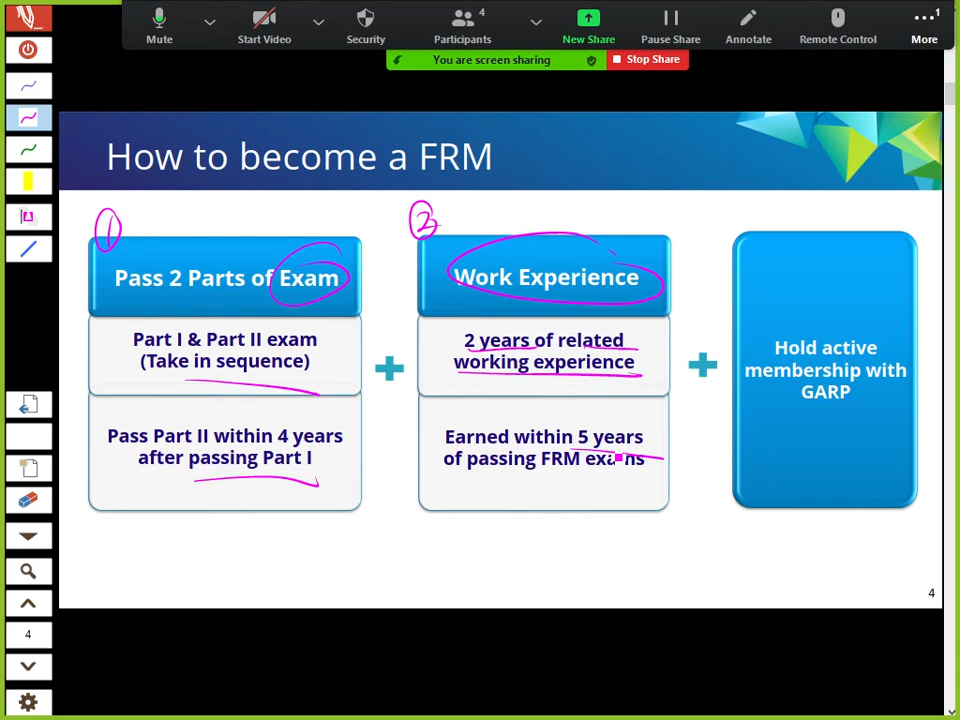 4
1
Mute
Start Video
Security
Participants
New Share
Pause Share
Annotate
Remote Control
More
You are screen sharing
Stop Share
How to become a FRM
1
2
Pass 2 Parts of Exam
Part I & Part II exam
(Take in sequence)
Pass Part II within 4 years
after passing Part I
Work Experience
2 years of related
working experience
Earned within 5 years
of passing FRM exams
Hold active
membership with
GARP
4
4